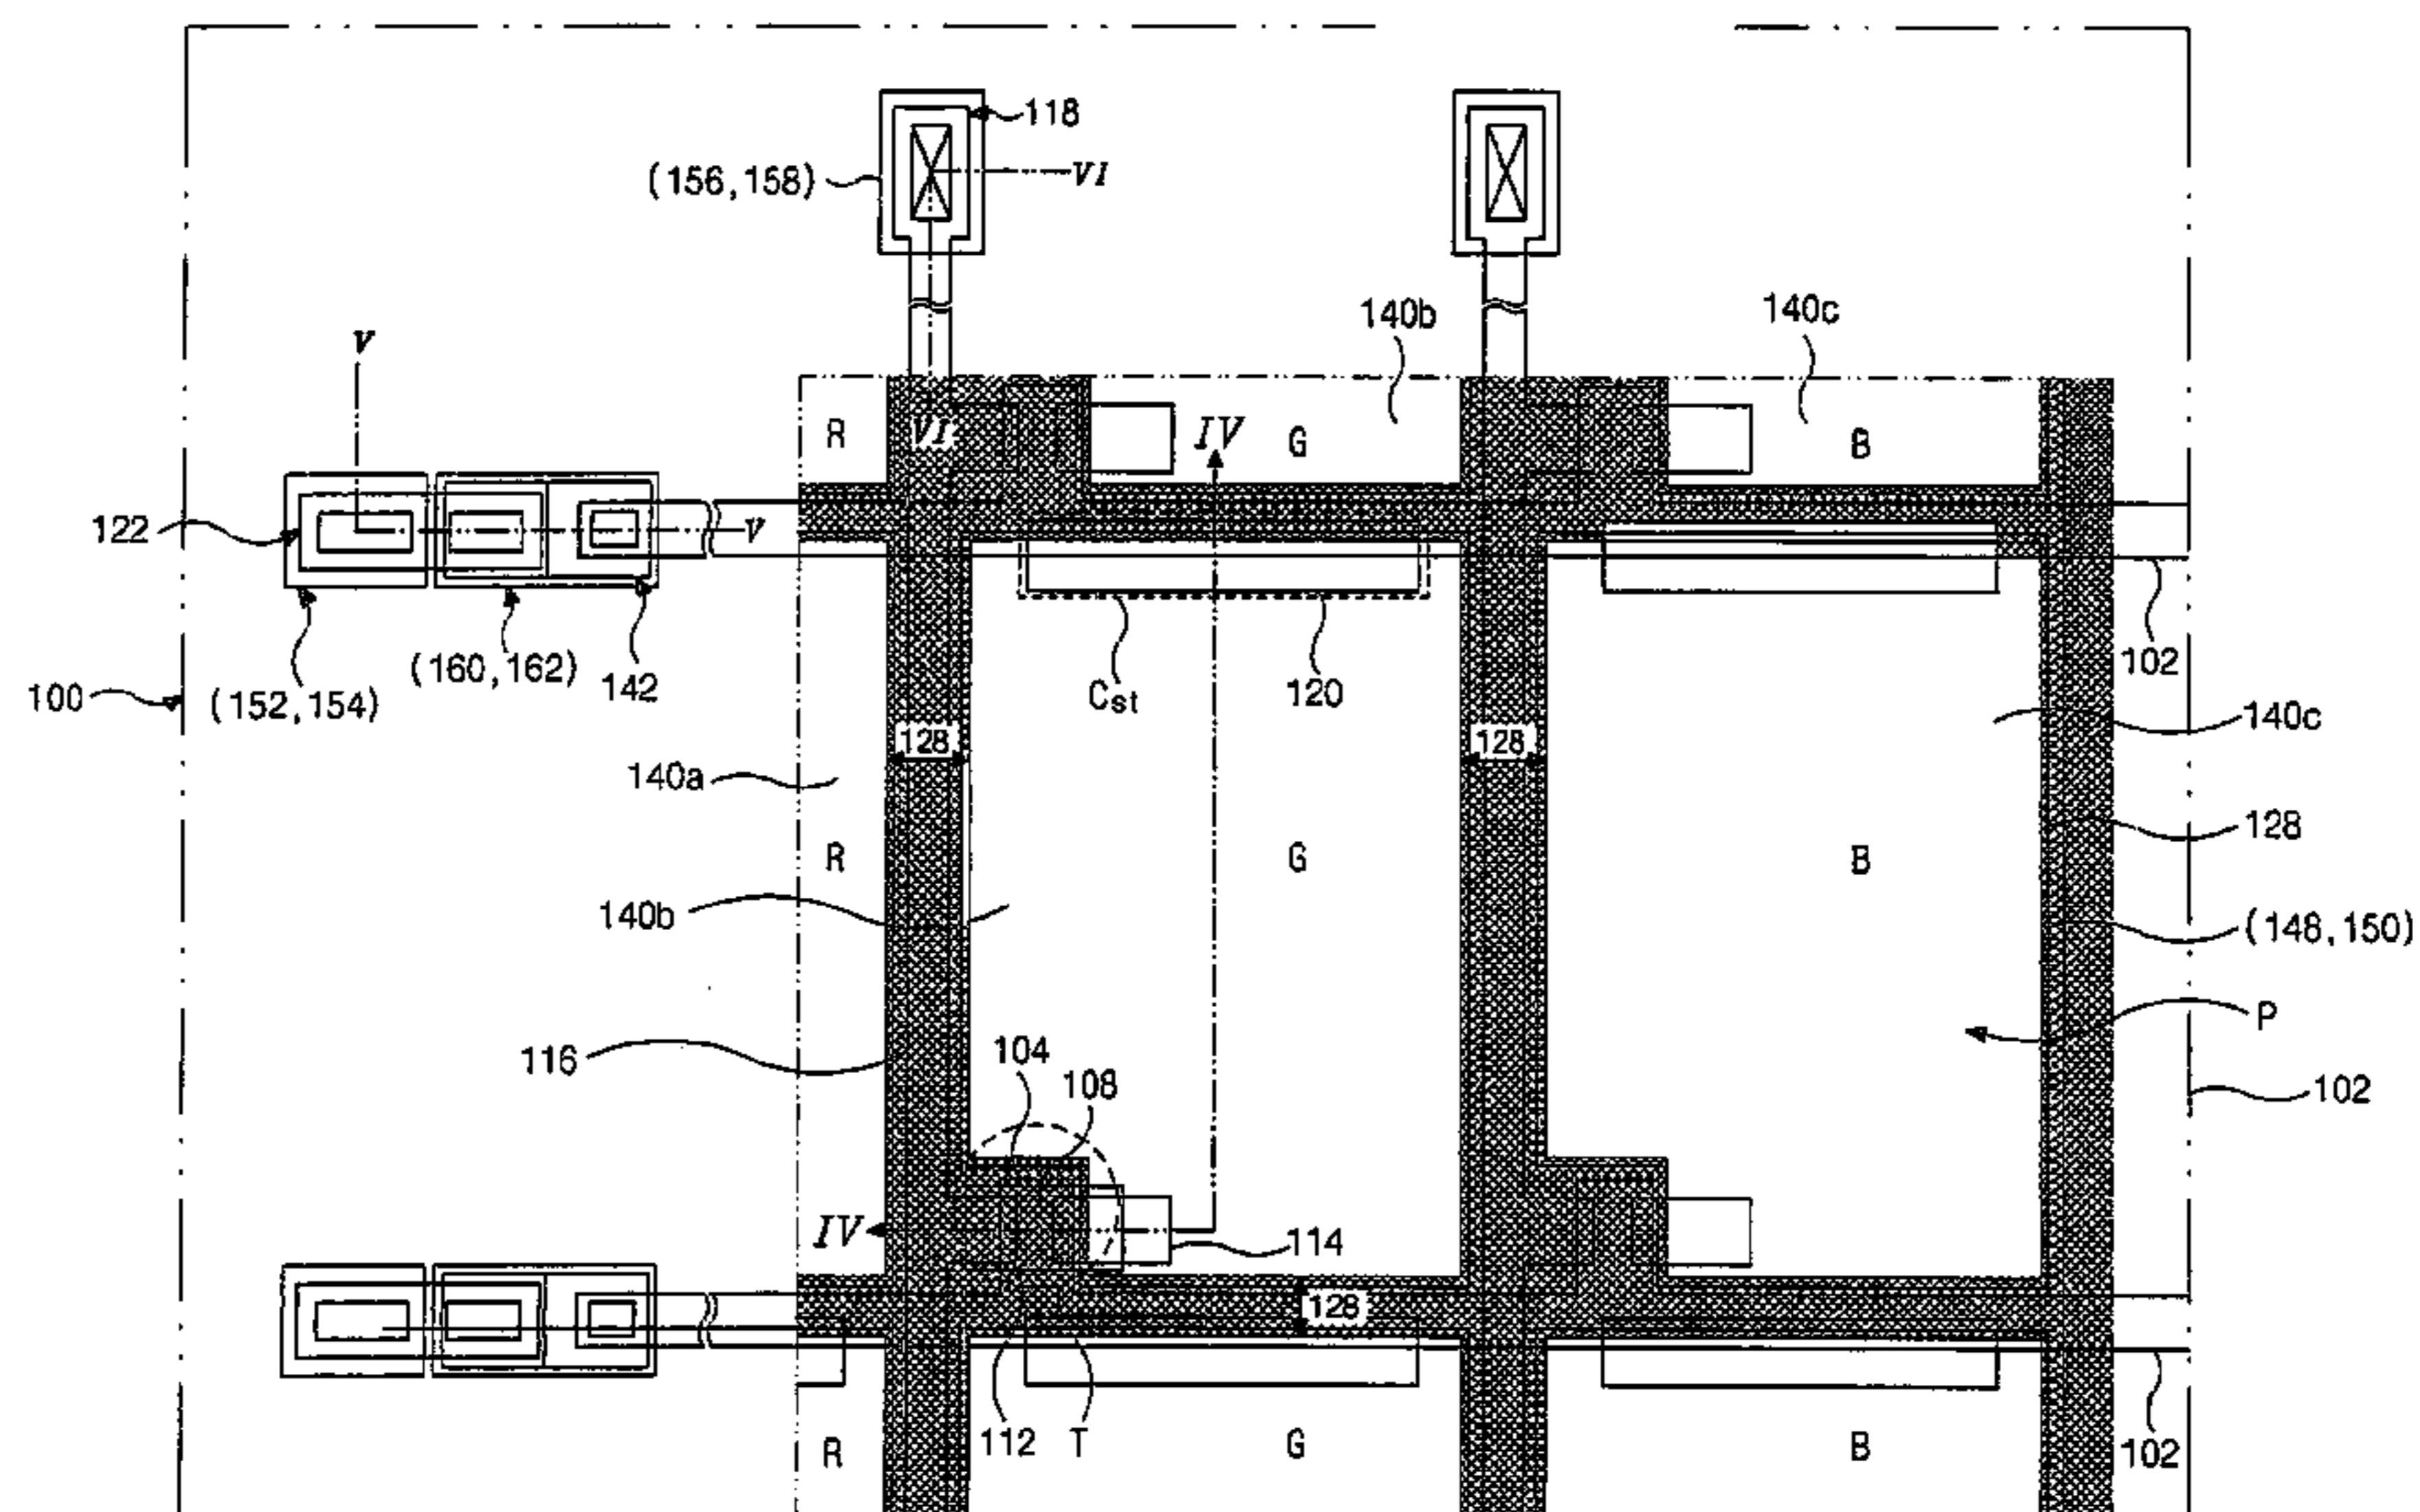 118
(156,158)
VI
140b
140c
V
R
VI
IV
G
B
122
V
102
(160,162)
142
100
(152,154)
Cst
120
140c
128
128
140a
128
R
G
B
140b
(148,150)
P
116
104
108
102
IV
114
128
112
T
R
G
B
102